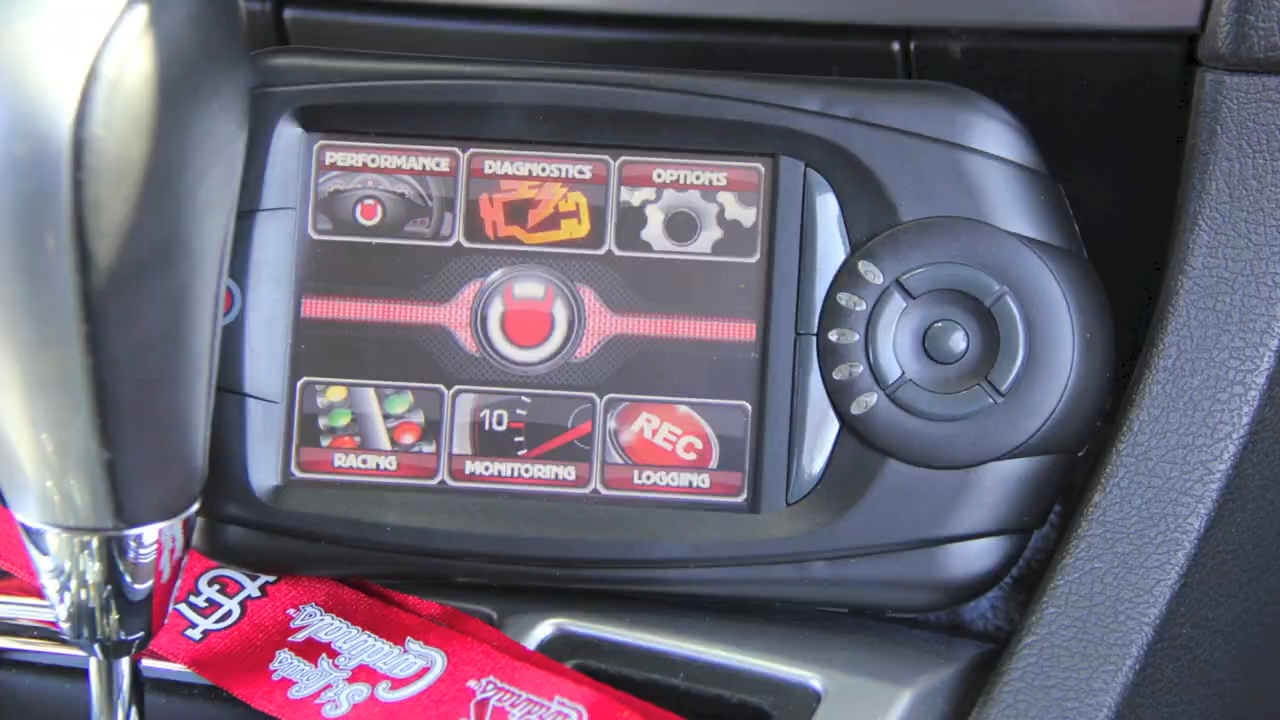 PERFORMANCE
DIAGNOSTICS
OPTIONS
RACING
10
MONITORING
REC
LOGGING
STL
St. Louis
Cardinals
Cardinals